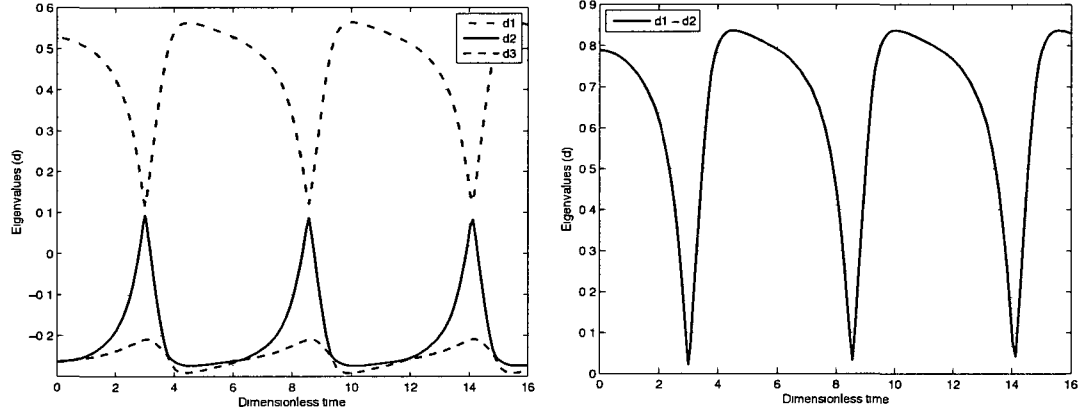 0 6
0 5
0 4
0 3
0 2
0 1
0
−0 1
−0 2
Eigenvalues (d)
d1
d2
d3
0 2 4 6 8 10 12 14 16
Dimensionless time
0 9
0 8
0 7
0 6
0 5
0 4
0 3
0 2
0 1
0
Eigenvalues (d)
d1 − d2
0 2 4 6 8 10 12 14 16
Dimensionless time